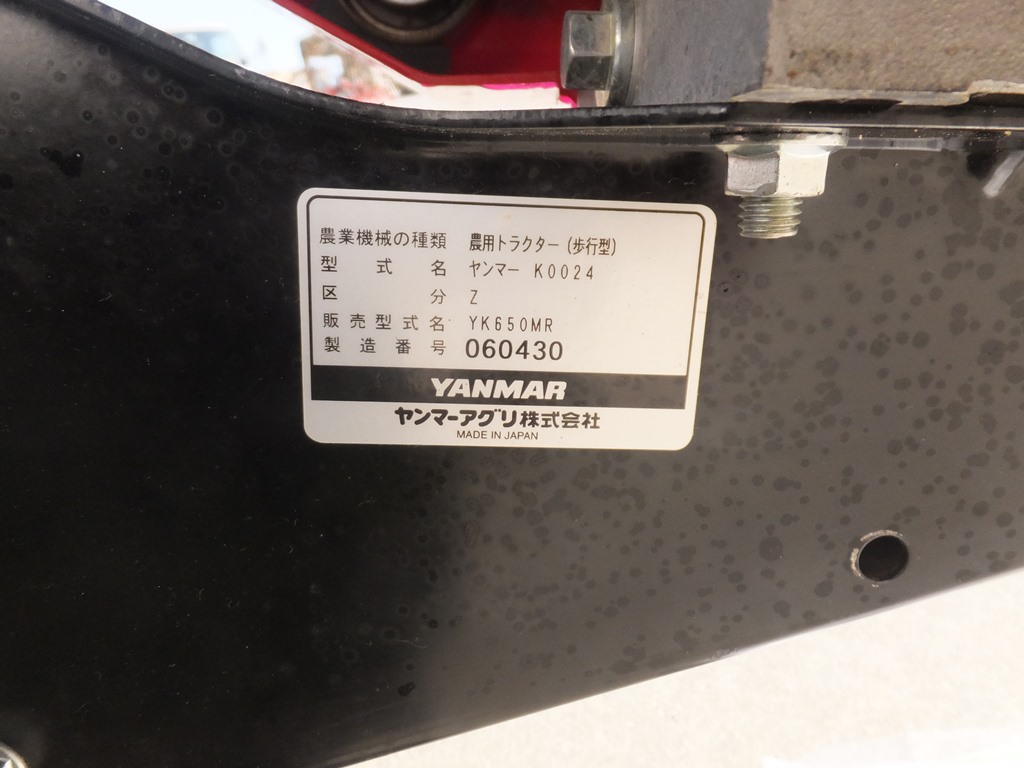 農業機械の種類 農用トラクター(歩行型)
型式名 ヤンマー K0024
区分 Z
販売型式名 YK650MR
製造番号 060430
YANMAR
ヤンマーアグリ株式会社
MADE IN JAPAN